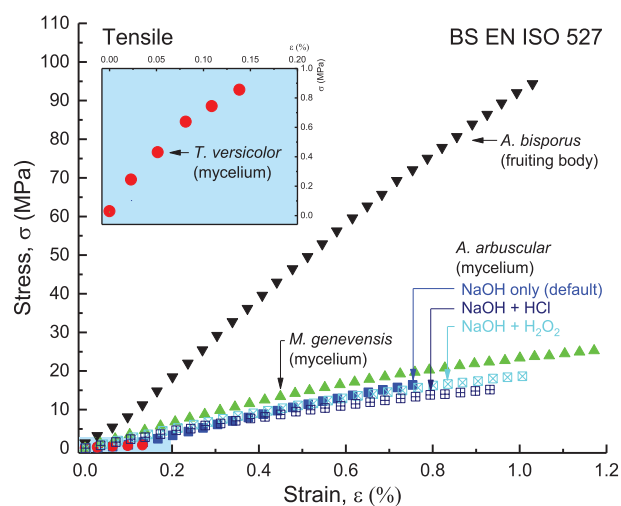 Tensile
BS EN ISO 527
ε (%)
0.00 0.05 0.10 0.15 0.20
1.0
0.8
0.6
0.4
0.2
0.0
σ (MPa)
T. versicolor
(mycelium)
A. bisporus
(fruiting body)
A. arbuscular
(mycelium)
NaOH only (default)
NaOH + HCl
NaOH + H₂O₂
M. genevensis
(mycelium)
110
100
90
80
70
60
50
40
30
20
10
0
Stress, σ (MPa)
0.0 0.2 0.4 0.6 0.8 1.0 1.2
Strain, ε (%)